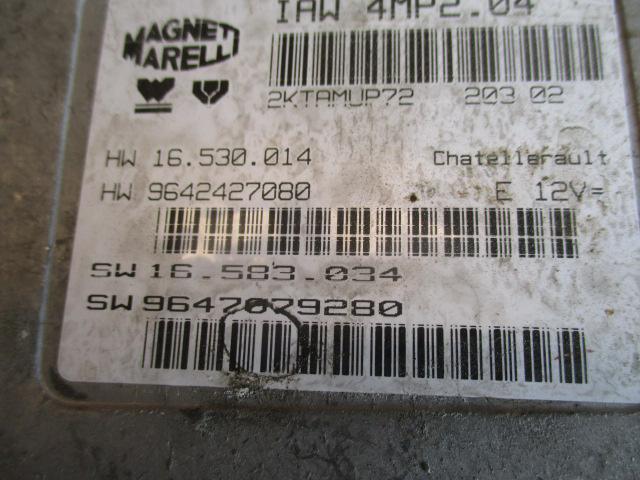 MAGNETI
MARELLI
IAW 4MP2.04
2KTAMUP72 203 02
HW 16.530.014 Chatellerault
HW 9642427080 E 12V=
SW 16.583.034
SW 9647079280